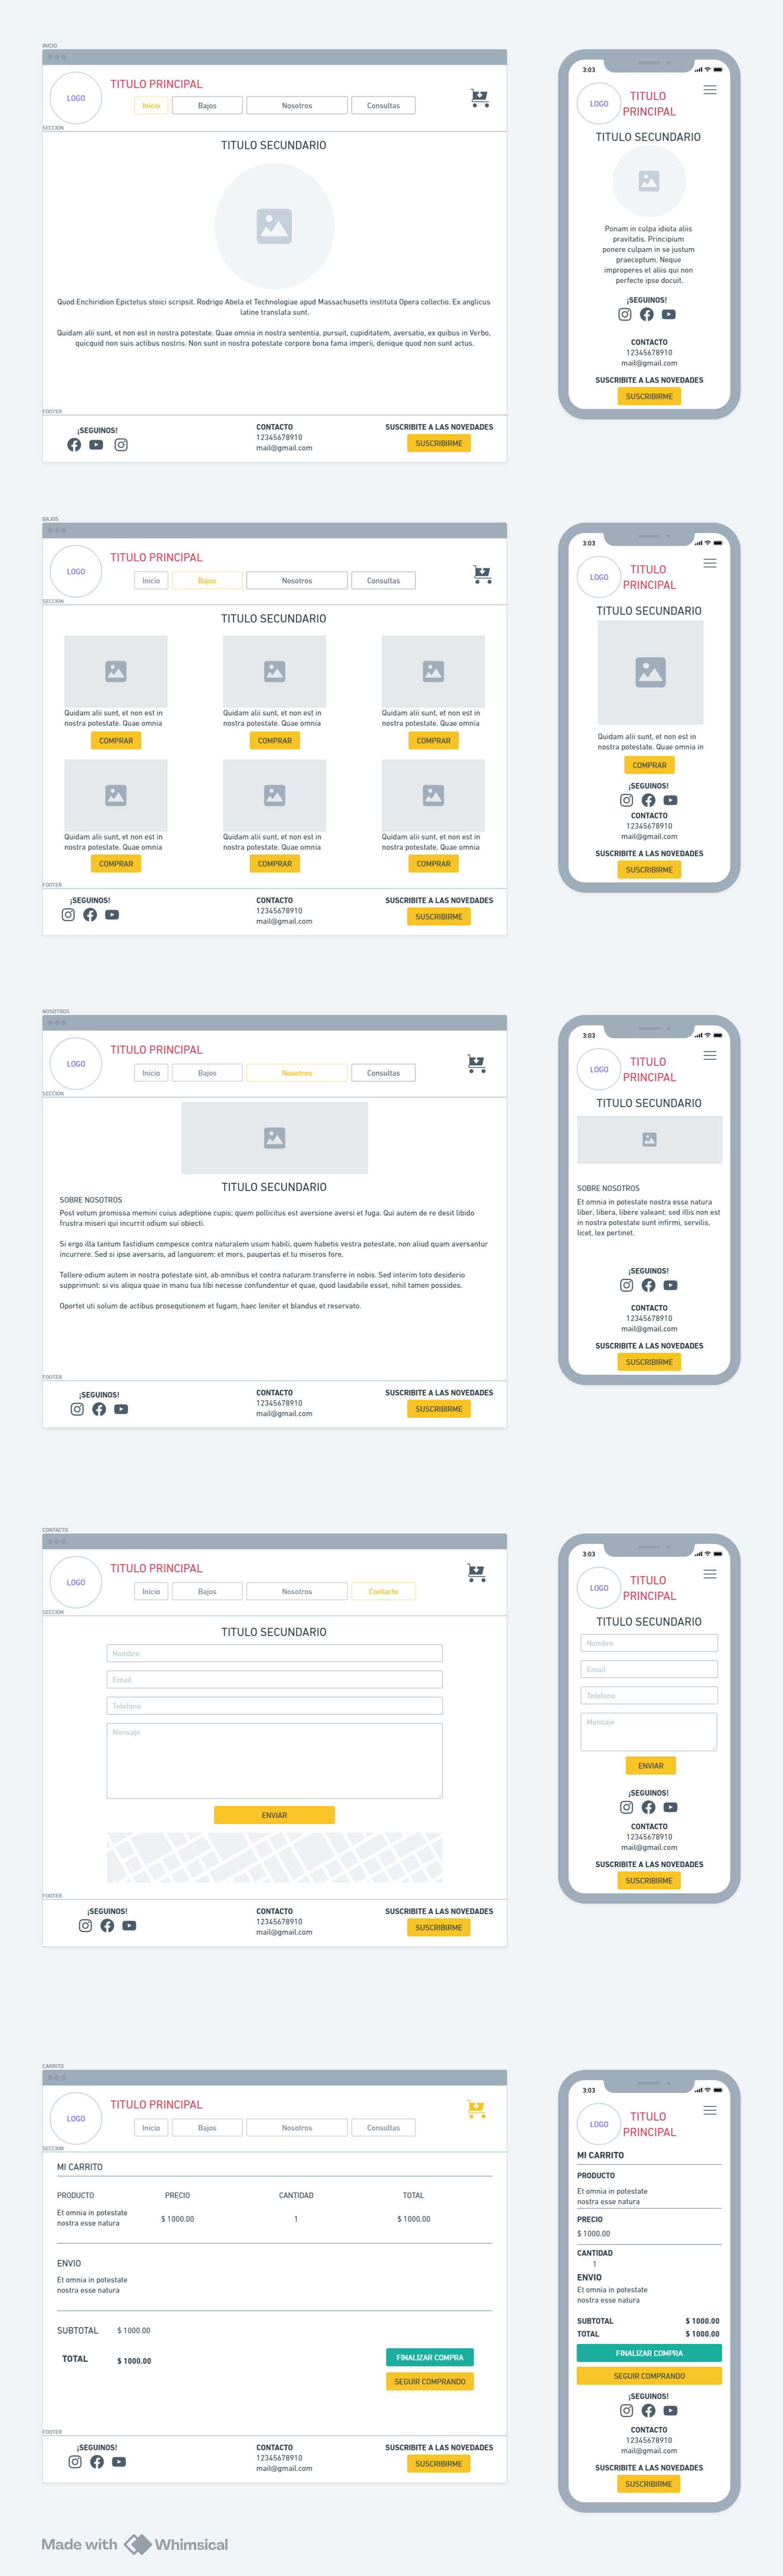 INICIO
TITULO PRINCIPAL
LOGO
Inicio
Bajos
Nosotros
Consultas
SECCION
TITULO SECUNDARIO
Quod Enchiridion Epictetus stoici scripsit. Rodrigo Abela et Technologiae apud Massachusetts instituta Opera collectio. Ex anglicus
latine translata sunt.
Quidam alii sunt, et non est in nostra potestate. Quae omnia in nostra sententia, pursuit, cupiditatem, aversatio, ex quibus in Verbo,
quicquid non suis actibus nostris. Non sunt in nostra potestate corpore bona fama imperii, denique quod non sunt actus.
FOOTER
¡SEGUINOS!
CONTACTO
12345678910
mail@gmail.com
SUSCRIBITE A LAS NOVEDADES
SUSCRIBIRME
3:03
LOGO
TITULO
PRINCIPAL
TITULO SECUNDARIO
Ponam in culpa idiota aliis
pravitatis. Principium
ponere culpam in se justum
praeceptum. Neque
improperes et aliis qui non
perfecte ipse docuit.
¡SEGUINOS!
CONTACTO
12345678910
mail@gmail.com
SUSCRIBITE A LAS NOVEDADES
SUSCRIBIRME
BAJOS
TITULO PRINCIPAL
LOGO
Inicio
Bajos
Nosotros
Consultas
SECCION
TITULO SECUNDARIO
Quidam alii sunt, et non est in
nostra potestate. Quae omnia
COMPRAR
Quidam alii sunt, et non est in
nostra potestate. Quae omnia
COMPRAR
Quidam alii sunt, et non est in
nostra potestate. Quae omnia
COMPRAR
Quidam alii sunt, et non est in
nostra potestate. Quae omnia
COMPRAR
Quidam alii sunt, et non est in
nostra potestate. Quae omnia
COMPRAR
Quidam alii sunt, et non est in
nostra potestate. Quae omnia
COMPRAR
FOOTER
¡SEGUINOS!
CONTACTO
12345678910
mail@gmail.com
SUSCRIBITE A LAS NOVEDADES
SUSCRIBIRME
3:03
LOGO
TITULO
PRINCIPAL
TITULO SECUNDARIO
Quidam alii sunt, et non est in
nostra potestate. Quae omnia in
COMPRAR
¡SEGUINOS!
CONTACTO
12345678910
mail@gmail.com
SUSCRIBITE A LAS NOVEDADES
SUSCRIBIRME
NOSOTROS
TITULO PRINCIPAL
LOGO
Inicio
Bajos
Nosotros
Consultas
SECCION
TITULO SECUNDARIO
SOBRE NOSOTROS
Post votum promissa memini cuius adeptione cupis; quem pollicitus est aversione aversi et fuga. Qui autem de re desit libido
frustra miseri qui incurrit odium sui obiecti.
Si ergo illa tantum fastidium compesce contra naturalem usum habili, quem habetis vestra potestate, non aliud quam aversantur
incurrere. Sed si ipse aversaris, ad languorem: et mors, paupertas et tu miseros fore.
Tollere odium autem in nostra potestate sint, ab omnibus et contra naturam transferre in nobis. Sed interim toto desiderio
supprimunt: si vis aliqua quae in manu tua tibi necesse confundentur et quae, quod laudabile esset, nihil tamen possides.
Oportet uti solum de actibus prosequtionem et fugam, haec leniter et blandus et reservato.
FOOTER
¡SEGUINOS!
CONTACTO
12345678910
mail@gmail.com
SUSCRIBITE A LAS NOVEDADES
SUSCRIBIRME
3:03
LOGO
TITULO
PRINCIPAL
TITULO SECUNDARIO
SOBRE NOSOTROS
Et omnia in potestate nostra esse natura
liber, libera, libere valeant; sed illis non est
in nostra potestate sunt infirmi, servilis,
licet, lex pertinet.
¡SEGUINOS!
CONTACTO
12345678910
mail@gmail.com
SUSCRIBITE A LAS NOVEDADES
SUSCRIBIRME
CONTACTO
TITULO PRINCIPAL
LOGO
Inicio
Bajos
Nosotros
Contacto
SECCION
TITULO SECUNDARIO
Nombre
Email
Telefono
Mensaje
ENVIAR
FOOTER
¡SEGUINOS!
CONTACTO
12345678910
mail@gmail.com
SUSCRIBITE A LAS NOVEDADES
SUSCRIBIRME
3:03
LOGO
TITULO
PRINCIPAL
TITULO SECUNDARIO
Nombre
Email
Telefono
Mensaje
ENVIAR
¡SEGUINOS!
CONTACTO
12345678910
mail@gmail.com
SUSCRIBITE A LAS NOVEDADES
SUSCRIBIRME
CARRITO
TITULO PRINCIPAL
LOGO
Inicio
Bajos
Nosotros
Consultas
SECCION
MI CARRITO
PRODUCTO PRECIO CANTIDAD TOTAL
Et omnia in potestate
nostra esse natura
$ 1000.00 1 $ 1000.00
ENVIO
Et omnia in potestate
nostra esse natura
SUBTOTAL $ 1000.00
TOTAL $ 1000.00
FINALIZAR COMPRA
SEGUIR COMPRANDO
FOOTER
¡SEGUINOS!
CONTACTO
12345678910
mail@gmail.com
SUSCRIBITE A LAS NOVEDADES
SUSCRIBIRME
3:03
LOGO
TITULO
PRINCIPAL
MI CARRITO
PRODUCTO
Et omnia in potestate
nostra esse natura
PRECIO
$ 1000.00
CANTIDAD
1
ENVIO
Et omnia in potestate
nostra esse natura
SUBTOTAL $ 1000.00
TOTAL $ 1000.00
FINALIZAR COMPRA
SEGUIR COMPRANDO
¡SEGUINOS!
CONTACTO
12345678910
mail@gmail.com
SUSCRIBITE A LAS NOVEDADES
SUSCRIBIRME
Made with Whimsical